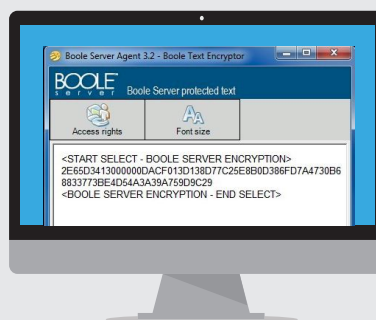 Boole Server Agent 3.2 - Boole Text Encryptor
BOOLE
server
Boole Server protected text
Access rights
Font size
<START SELECT - BOOLE SERVER ENCRYPTION>
2E65D3413000000DACF013D138D77C25E8B0D386FD7A4730B6
8833773BE4D54A3A39A759D9C29
<BOOLE SERVER ENCRYPTION - END SELECT>